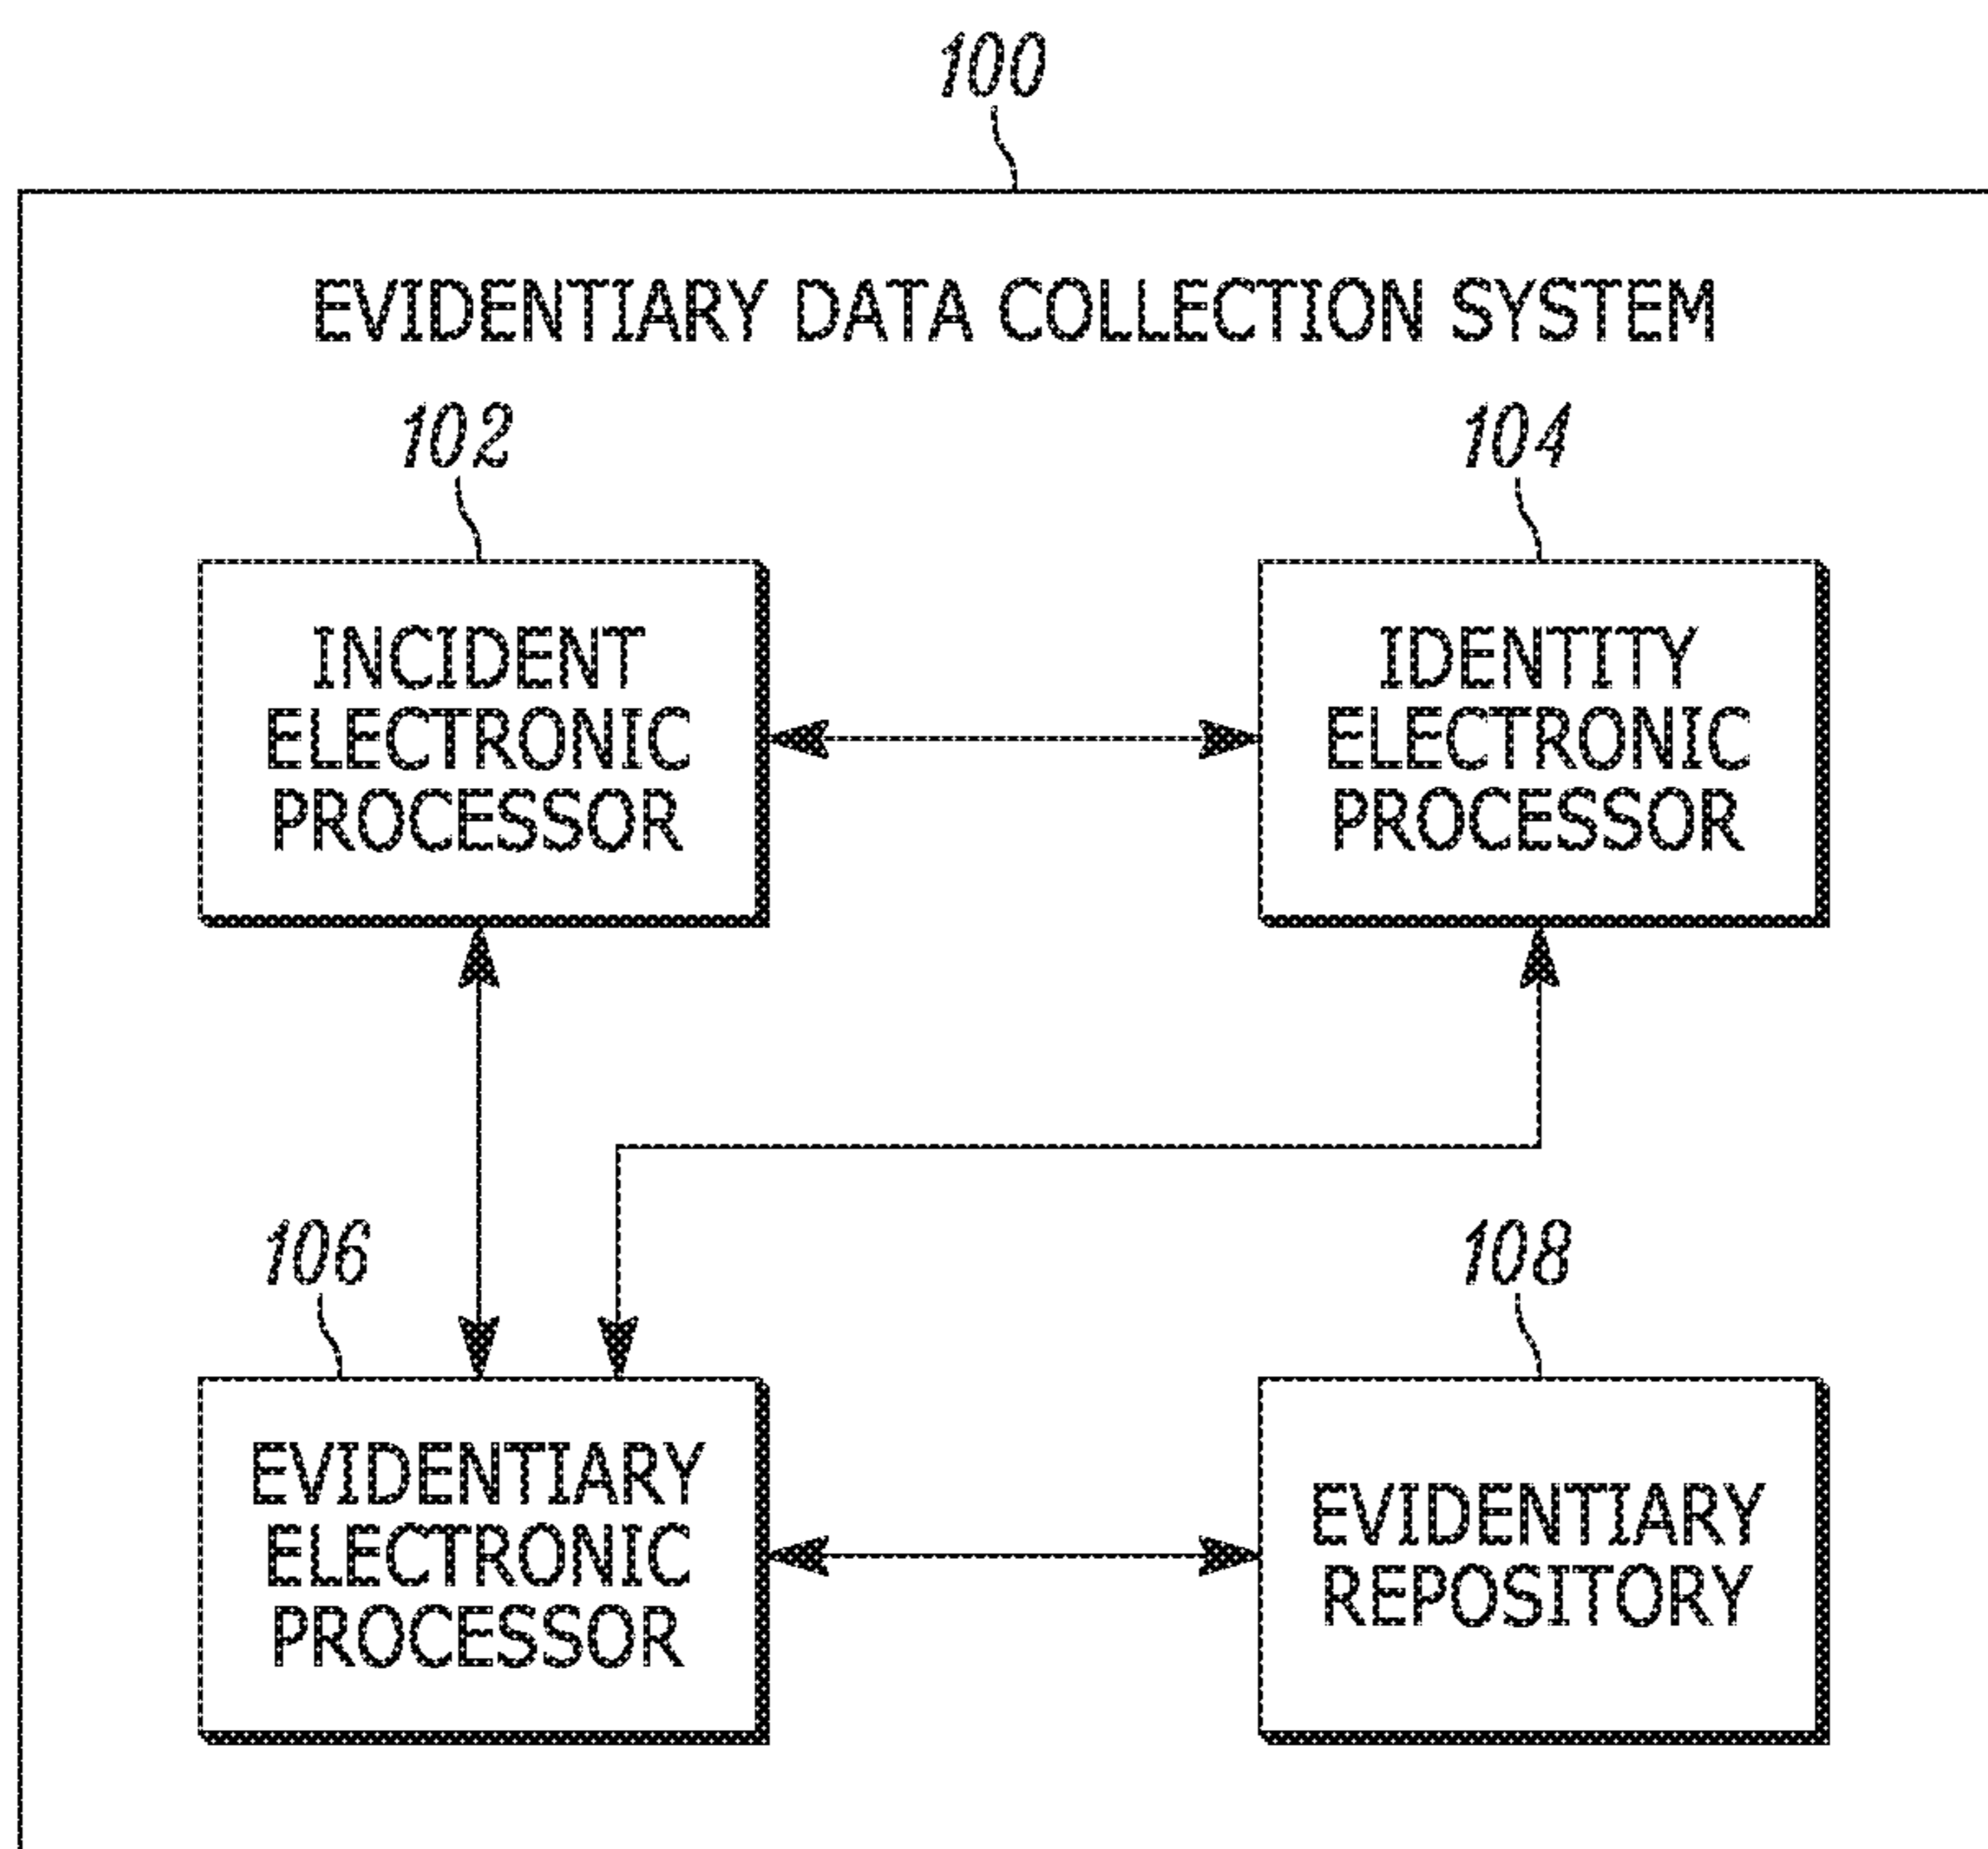 100
EVIDENTIARY DATA COLLECTION SYSTEM
102
104
INCIDENT
ELECTRONIC
PROCESSOR
IDENTITY
ELECTRONIC
PROCESSOR
106
108
EVIDENTIARY
ELECTRONIC
PROCESSOR
EVIDENTIARY
REPOSITORY